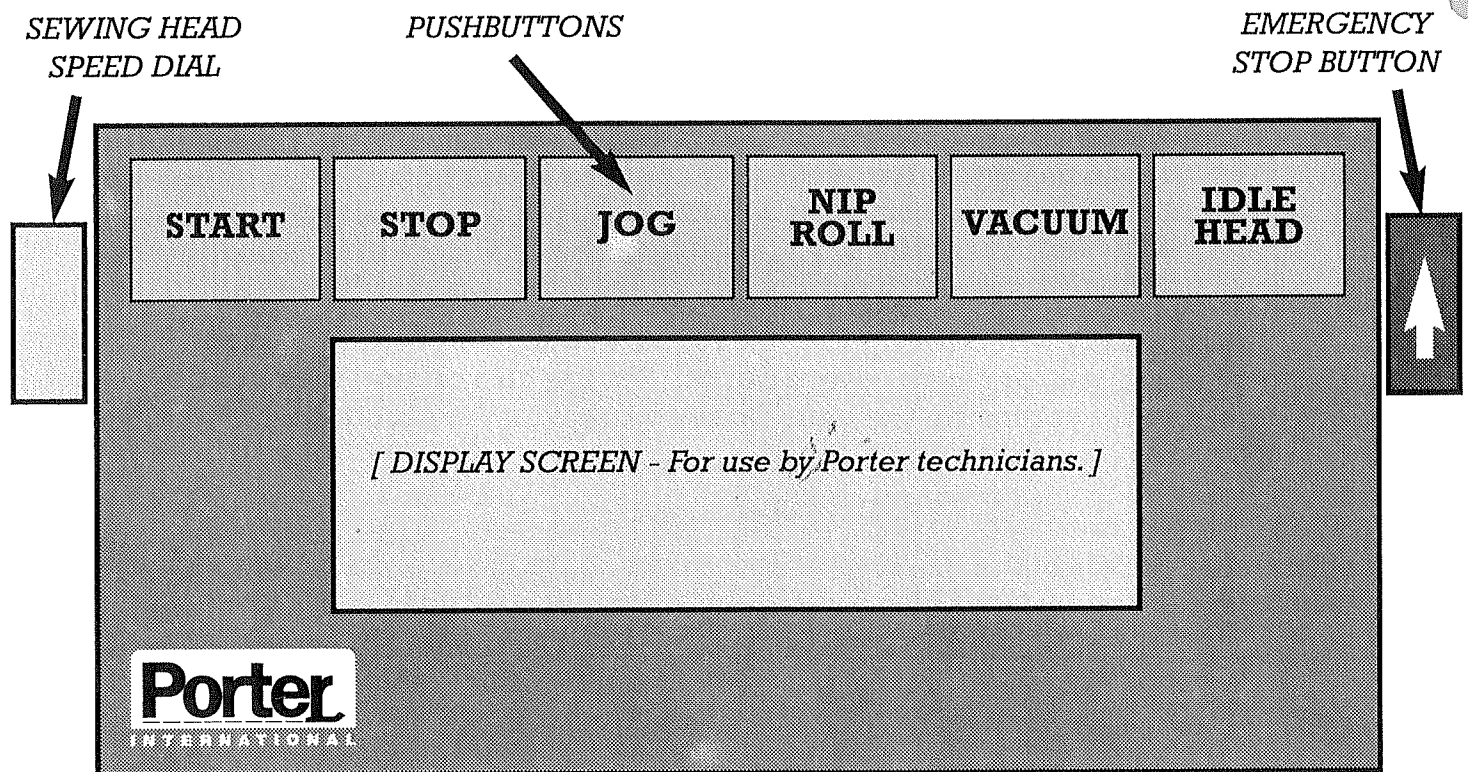 SEWING HEAD
SPEED DIAL
PUSHBUTTONS
EMERGENCY
STOP BUTTON
START
STOP
JOG
NIP
ROLL
VACUUM
IDLE
HEAD
[ DISPLAY SCREEN - For use by Porter technicians. ]
Porter
INTERNATIONAL